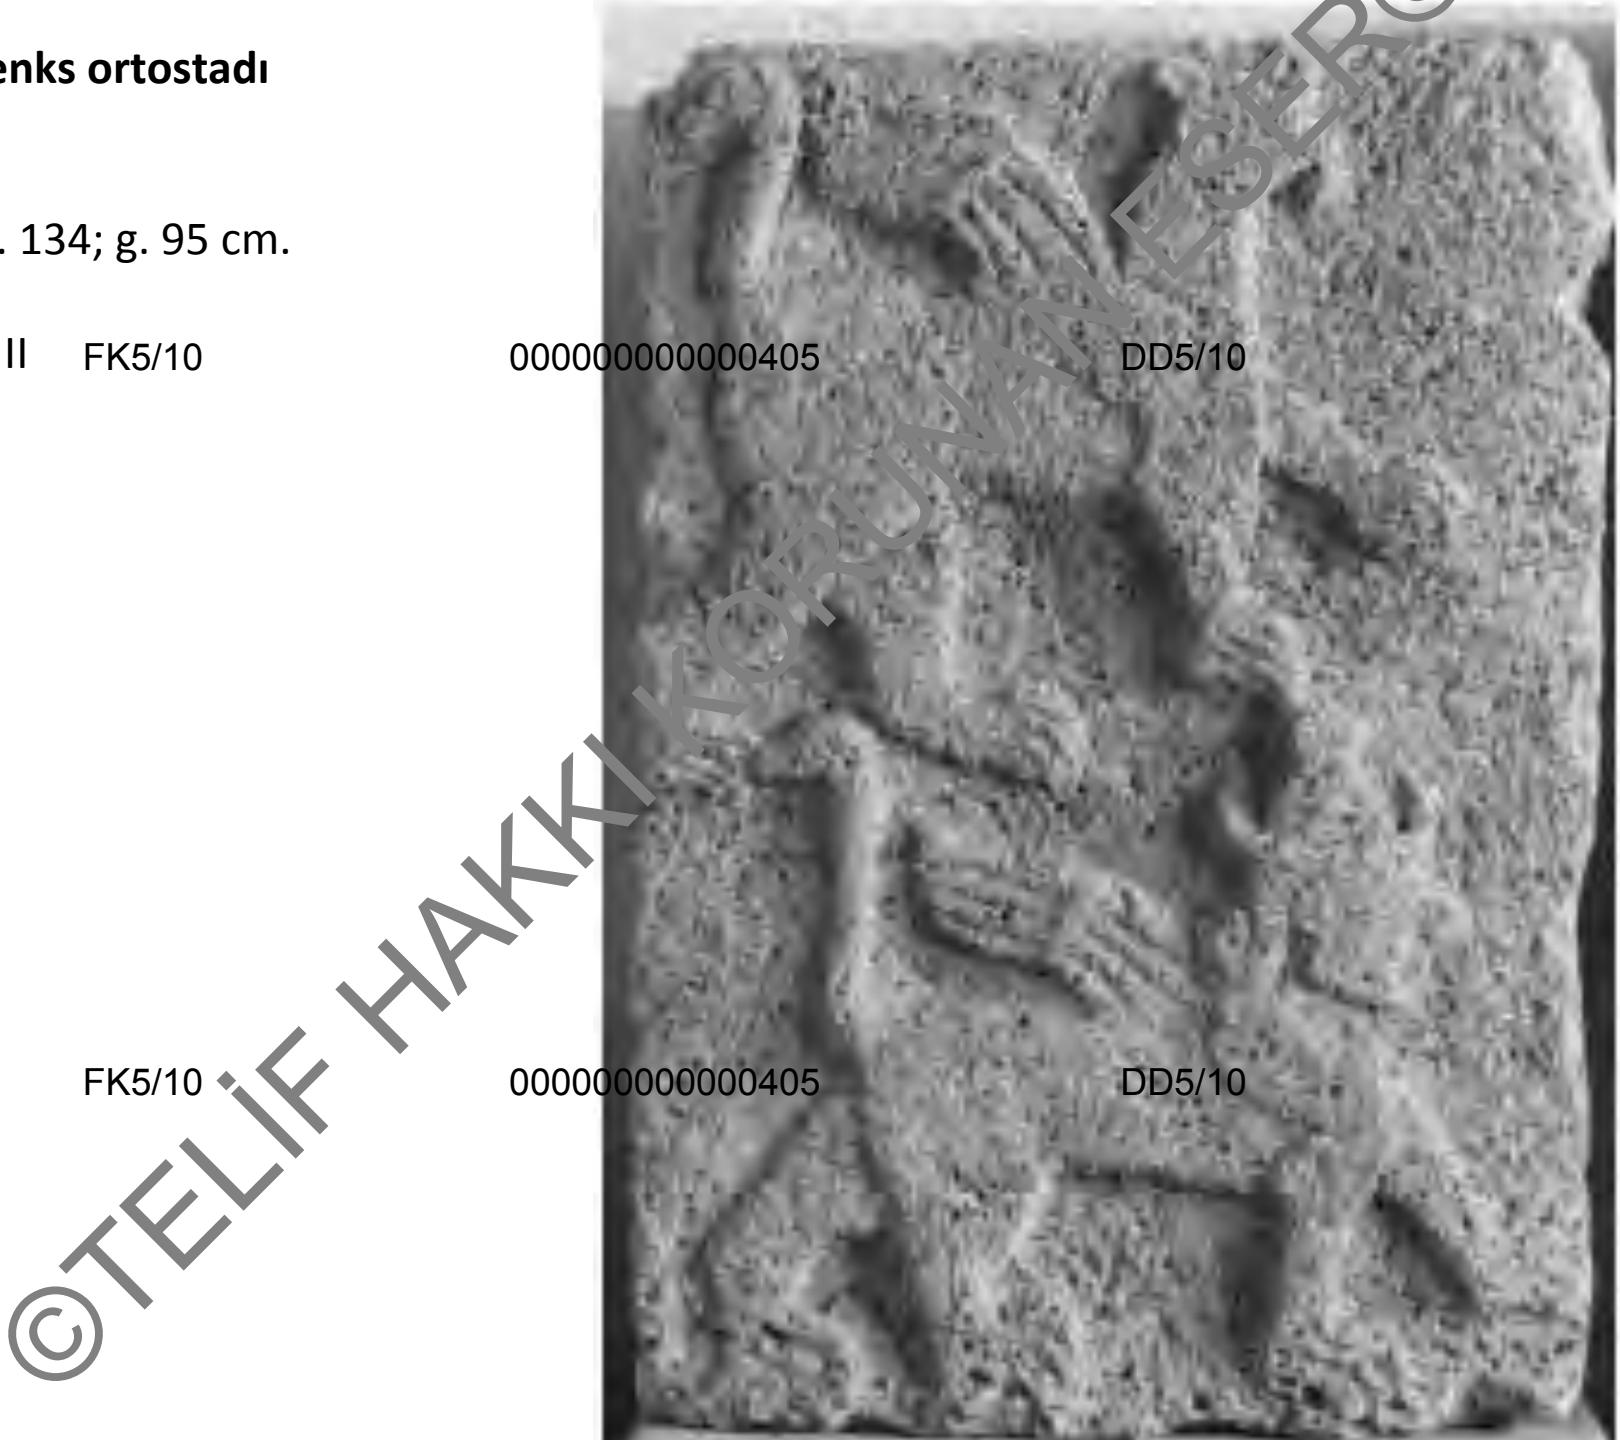 enks ortostadı
. 134; g. 95 cm.
II FK5/10 000000000000405 DD5/10
FK5/10 000000000000405 DD5/10
©TELİF HAKKI KORUNAN ESER©